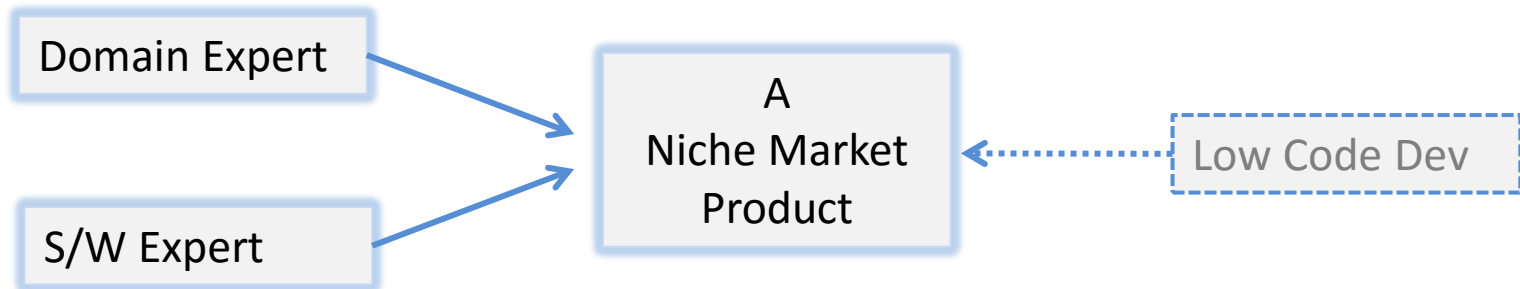 Domain Expert
S/W Expert
A
Niche Market
Product
Low Code Dev